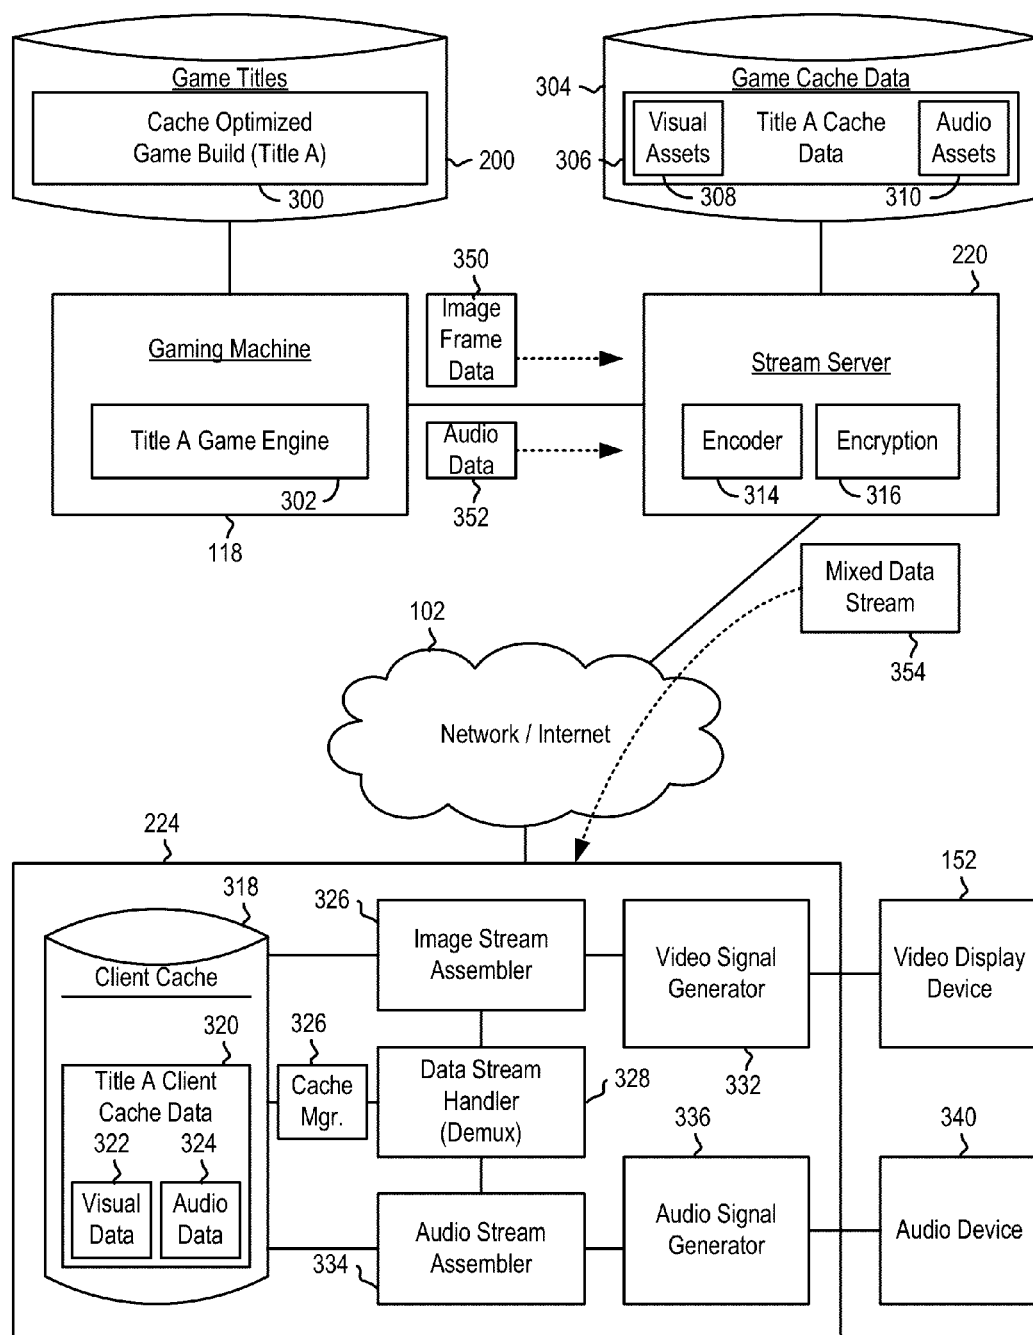 Game Titles
Cache Optimized
Game Build (Title A)
300
200
304
Game Cache Data
306
Visual
Assets
308
Title A Cache
Data
Audio
Assets
310
350
Image
Frame
Data
220
Gaming Machine
Title A Game Engine
302
118
Audio
Data
352
Stream Server
Encoder
314
Encryption
316
Mixed Data
Stream
354
102
Network / Internet
224
318
Client Cache
320
Title A Client
Cache Data
322
324
Visual
Data
Audio
Data
326
Cache
Mgr.
326
Image Stream
Assembler
Data Stream
Handler
(Demux)
328
Audio Stream
Assembler
334
Video Signal
Generator
332
336
Audio Signal
Generator
152
Video Display
Device
340
Audio Device